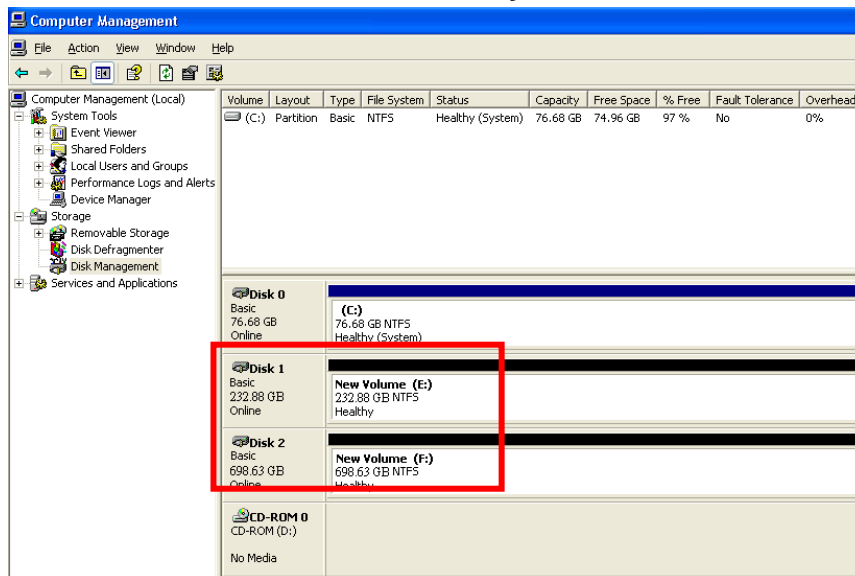 Computer Management
File Action View Window Help
Computer Management (Local)
System Tools
Event Viewer
Shared Folders
Local Users and Groups
Performance Logs and Alerts
Device Manager
Storage
Removable Storage
Disk Defragmenter
Disk Management
Services and Applications
Volume Layout Type File System Status Capacity Free Space % Free Fault Tolerance Overhead
(C:) Partition Basic NTFS Healthy (System) 76.68 GB 74.96 GB 97 % No 0%
Disk 0
Basic
76.68 GB
Online
(C:)
76.68 GB NTFS
Healthy (System)
Disk 1
Basic
232.88 GB
Online
New Volume (E:)
232.88 GB NTFS
Healthy
Disk 2
Basic
698.63 GB
Online
New Volume (F:)
698.63 GB NTFS
Healthy
CD-ROM 0
CD-ROM (D:)
No Media